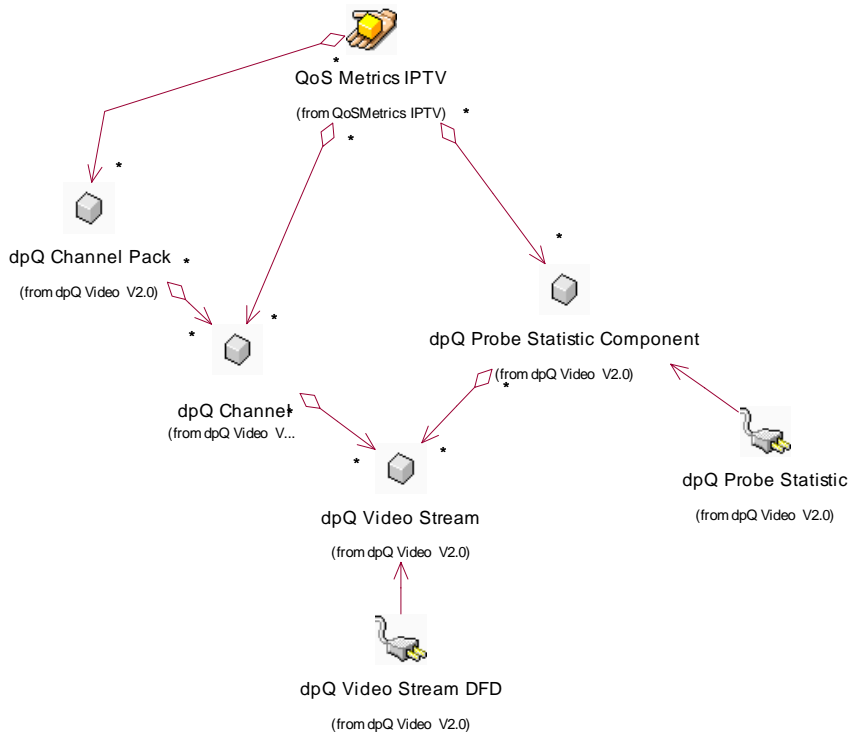 *
QoS Metrics IPTV
(from QoSMetrics IPTV) *
*
*
*
dpQ Channel Pack *
(from dpQ Video V2.0)
*
*
dpQ Probe Statistic Component
(from dpQ Video V2.0)
*
dpQ Channel*
(from dpQ Video V...
*
*
dpQ Video Stream
(from dpQ Video V2.0)
dpQ Probe Statistic
(from dpQ Video V2.0)
dpQ Video Stream DFD
(from dpQ Video V2.0)